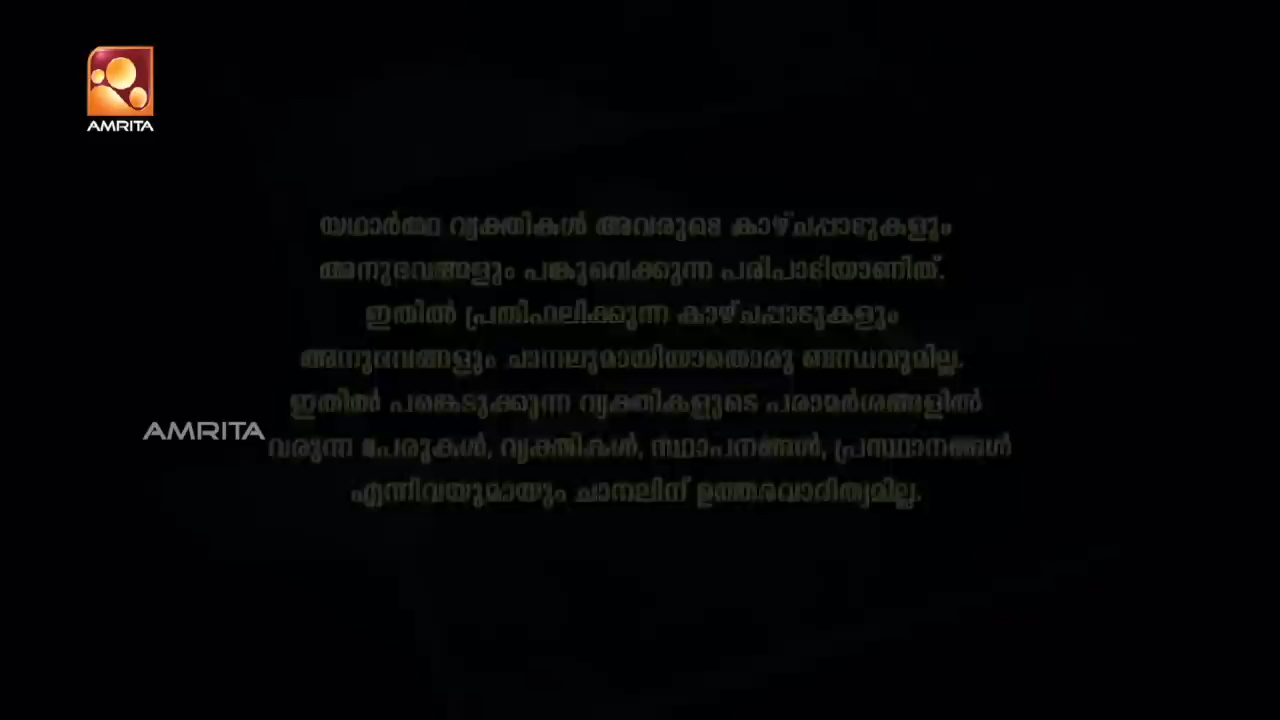 AMRITA
യഥാർത്ഥ വ്യക്തികൾ അവരുടെ കാഴ്ചപ്പാടുകളും
അനുഭവങ്ങളും പങ്കുവെക്കുന്ന പരിപാടിയാണിത്.
ഇതിൽ പ്രതിഫലിക്കുന്ന കാഴ്ചപ്പാടുകളും
അനുഭവങ്ങളും ചാനലുമായിയാതൊരു ബന്ധവുമില്ല.
ഇതിൽ പങ്കെടുക്കുന്ന വ്യക്തികളുടെ പരാമർശങ്ങളിൽ
AMRITA
വരുന്ന പേരുകൾ, വ്യക്തികൾ, സ്ഥാപനങ്ങൾ, പ്രസ്ഥാനങ്ങൾ
എന്നിവയുമായും ചാനലിന് ഉത്തരവാദിത്വമില്ല.